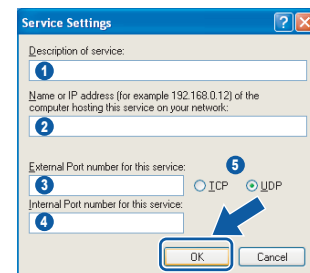 Service Settings
Description of service:
1
Name or IP address (for example 192.168.0.12) of the
computer hosting this service on your network:
2
External Port number for this service: 5
3 TCP UDP
Internal Port number for this service:
4
OK Cancel